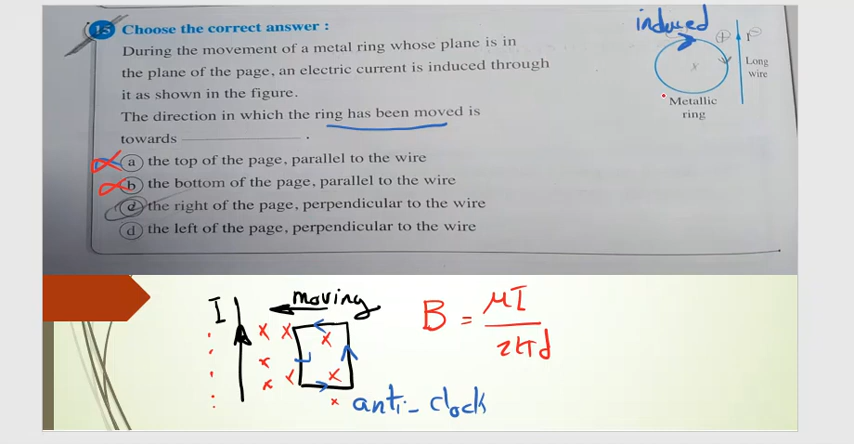 15 Choose the correct answer :
During the movement of a metal ring whose plane is in
the plane of the page, an electric current is induced through
it as shown in the figure.
The direction in which the ring has been moved is
towards ____________ .
a the top of the page, parallel to the wire
b the bottom of the page, parallel to the wire
c the right of the page, perpendicular to the wire
d the left of the page, perpendicular to the wire
induced
+ I -
x
Long
wire
Metallic
ring
I
moving
x x x
x x
x x
x
anti-clock
B = μI / 2πd